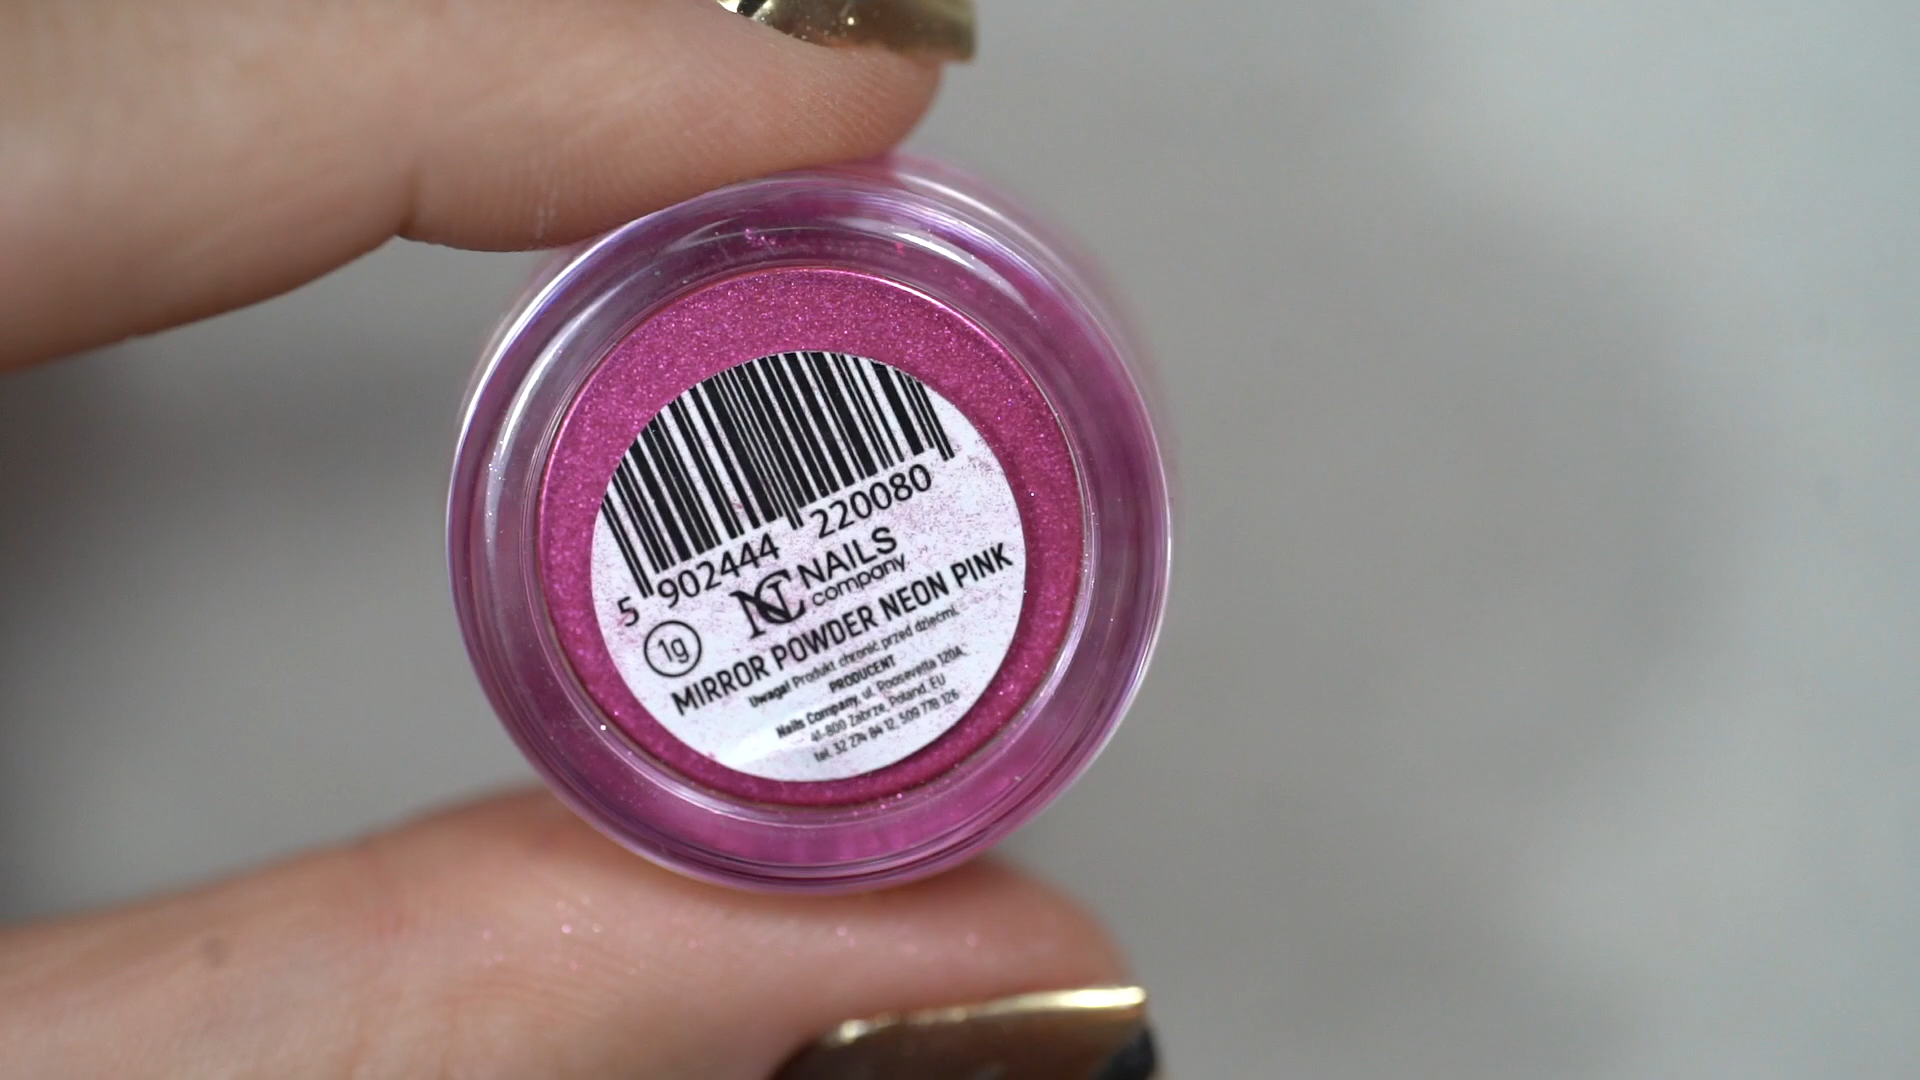 5 902444 220080
NC NAILS
company
1g
MIRROR POWDER NEON PINK
Uwaga! Produkt chronić przed dziećmi.
PRODUCENT
Nails Company, ul. Roosevelta 120A
41-800 Zabrze, Poland, EU
tel. 32 274 84 12, 509 778 126